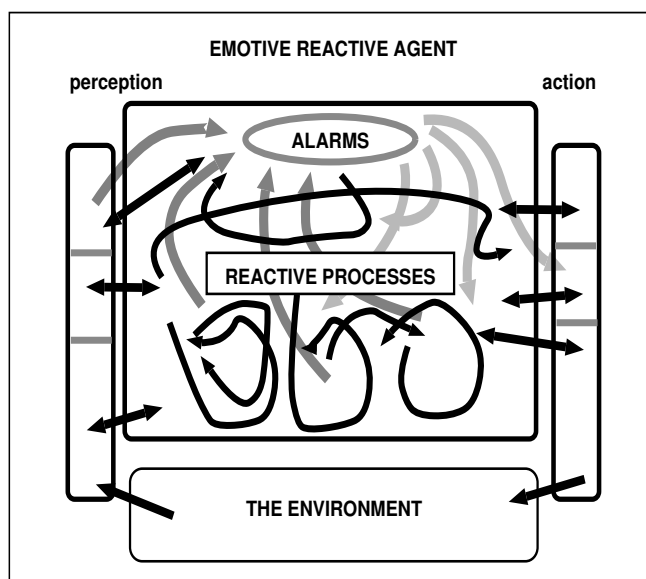 EMOTIVE REACTIVE AGENT
perception
action
ALARMS
REACTIVE PROCESSES
THE ENVIRONMENT